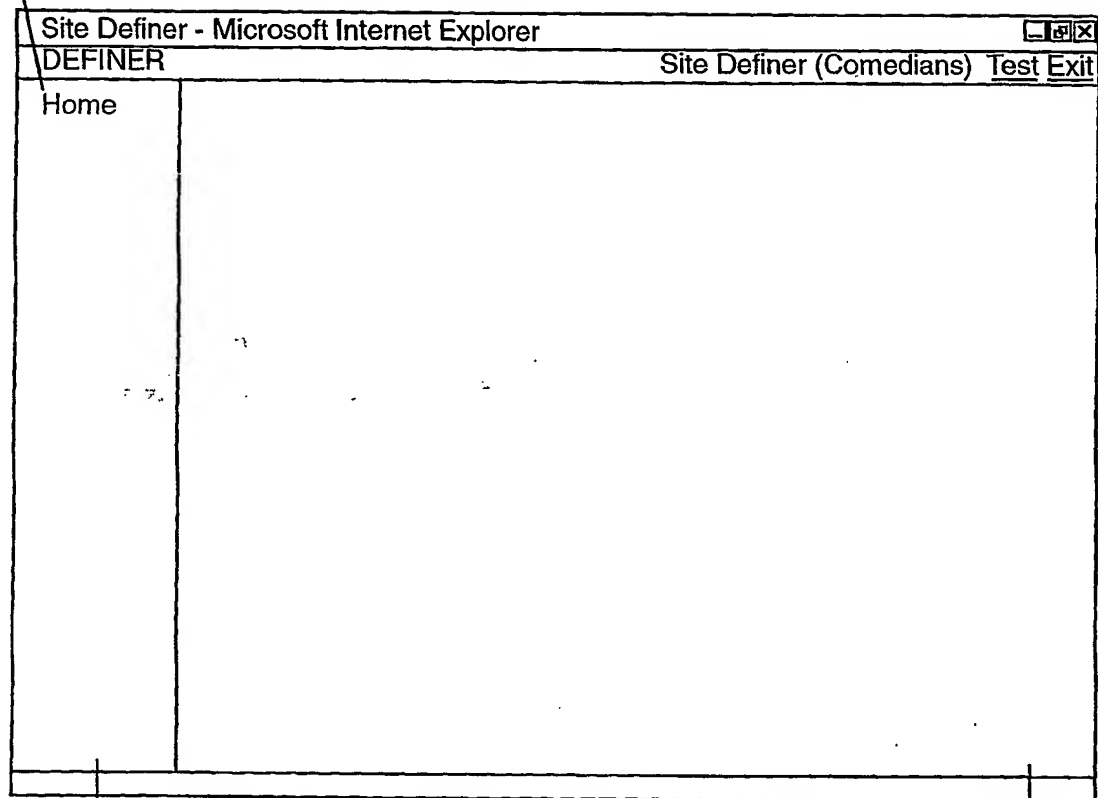 Site Definer - Microsoft Internet Explorer
DEFINER Site Definer (Comedians) Test Exit
Home